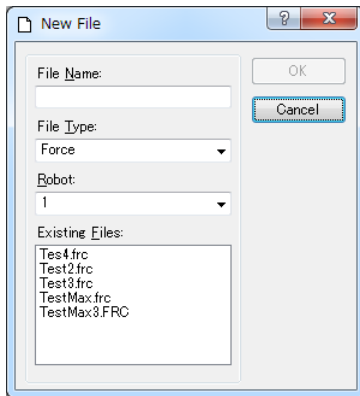 New File
File Name:
OK
Cancel
File Type:
Force
Robot:
1
Existing Files:
Tes4.frc
Test2.frc
Test3.frc
TestMax.frc
TestMax3.FRC